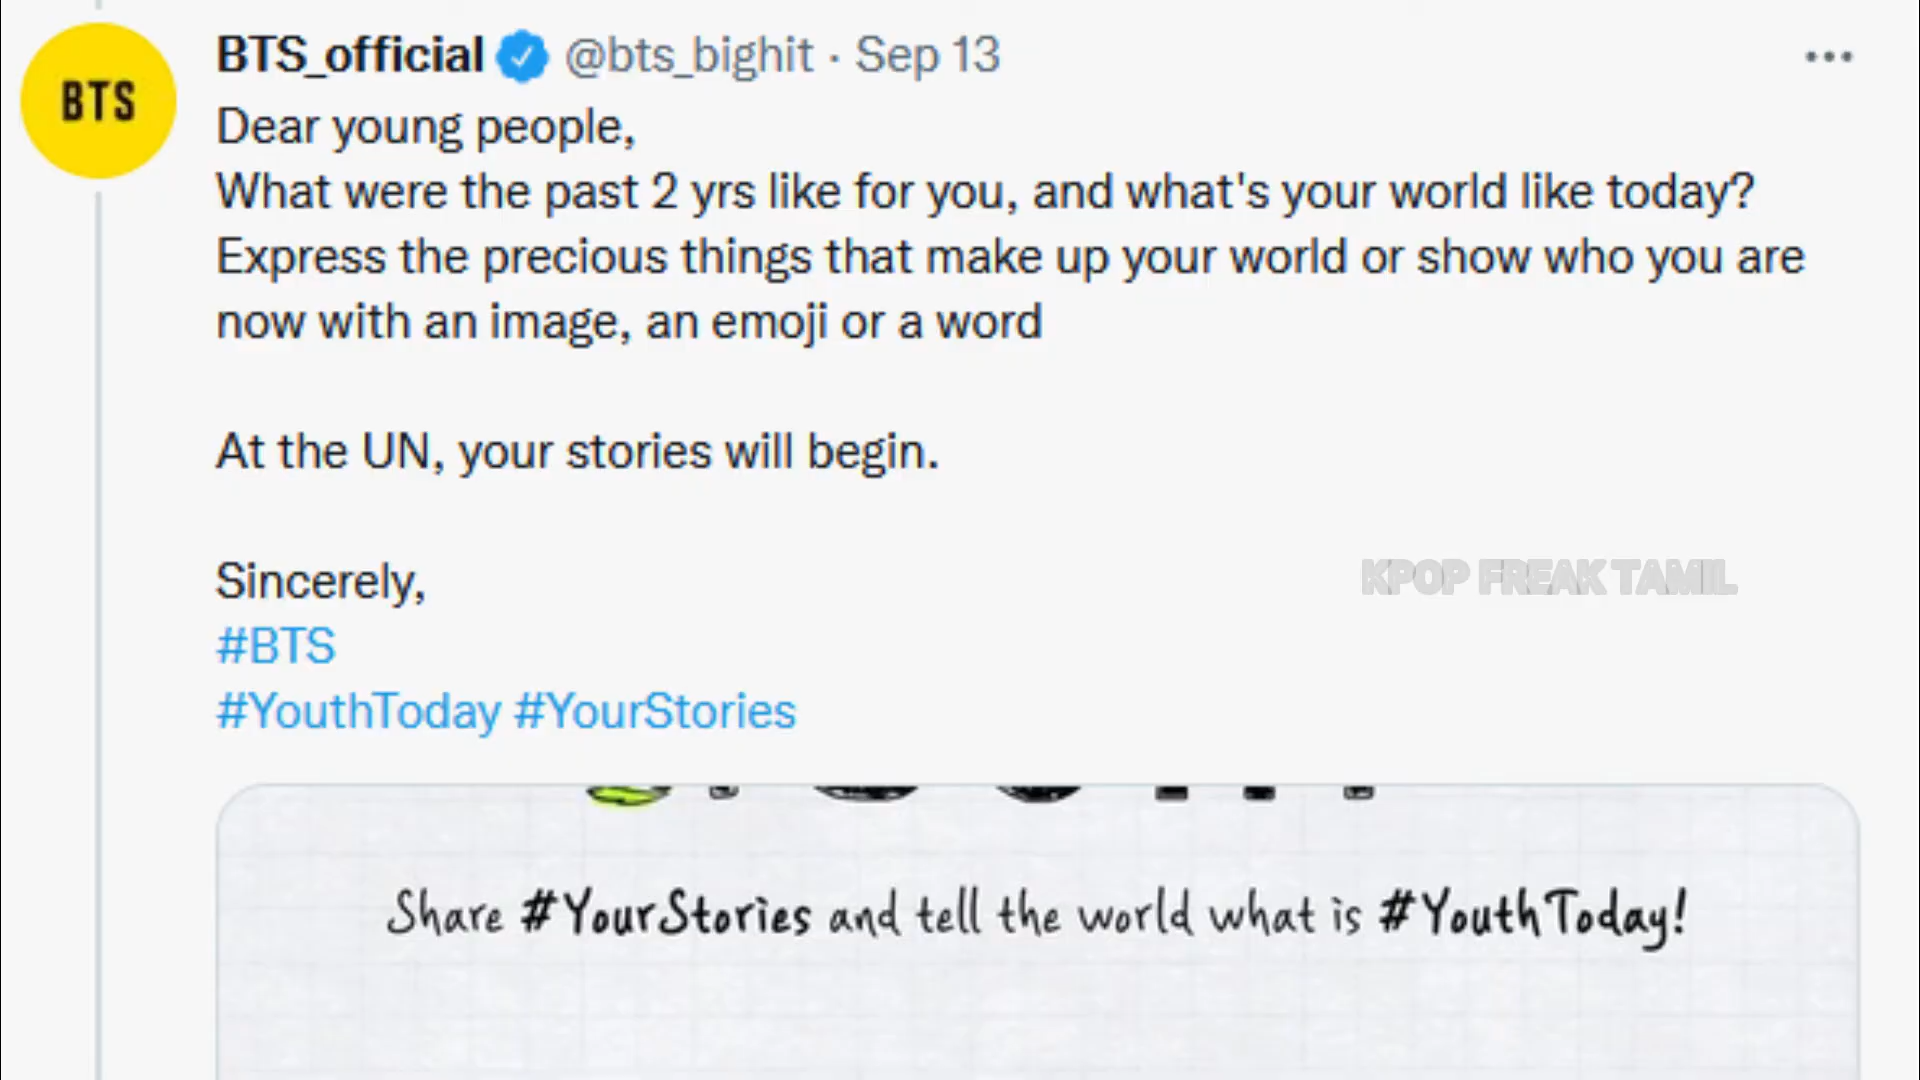 BTS
BTS_official @bts_bighit · Sep 13
Dear young people,
What were the past 2 yrs like for you, and what's your world like today?
Express the precious things that make up your world or show who you are
now with an image, an emoji or a word
At the UN, your stories will begin.
Sincerely,
KPOP FREAK TAMIL
#BTS
#YouthToday #YourStories
Share #YourStories and tell the world what is #YouthToday!